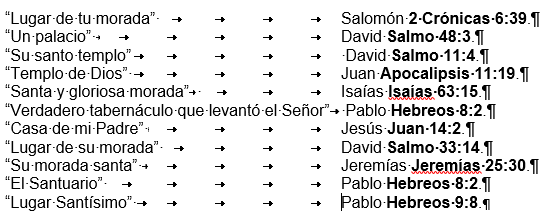 “Lugar de tu morada” Salomón 2 Crónicas 6:39.¶
“Un palacio” David Salmo 48:3.¶
“Su santo templo” David Salmo 11:4.¶
“Templo de Dios” Juan Apocalipsis 11:19.¶
“Santa y gloriosa morada” Isaías Isaías 63:15.¶
“Verdadero tabernáculo que levantó el Señor” Pablo Hebreos 8:2.¶
“Casa de mi Padre” Jesús Juan 14:2.¶
“Lugar de su morada” David Salmo 33:14.¶
“Su morada santa” Jeremías Jeremías 25:30.¶
“El Santuario” Pablo Hebreos 8:2.¶
“Lugar Santísimo” Pablo Hebreos 9:8.¶